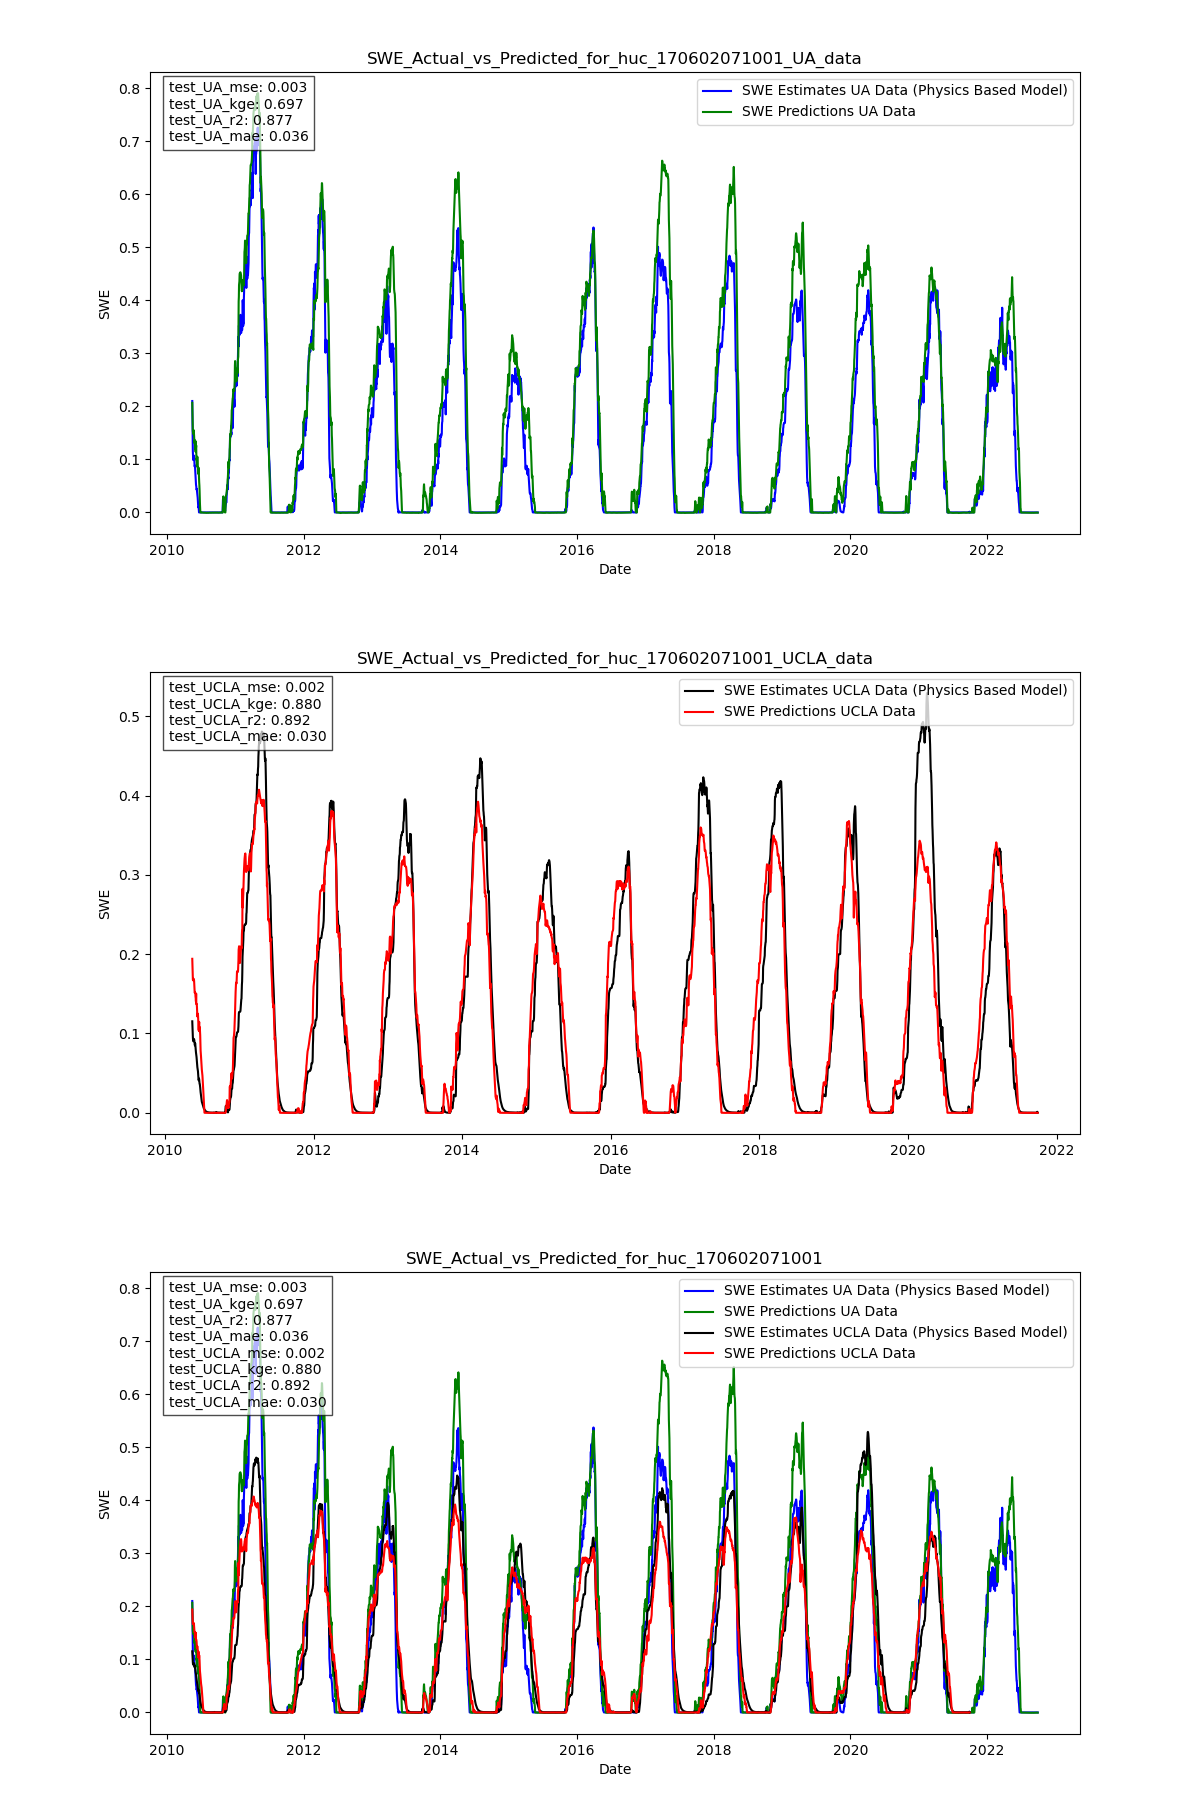 SWE_Actual_vs_Predicted_for_huc_170602071001_UA_data
test_UA_mse: 0.003
test_UA_kge: 0.697
test_UA_r2: 0.877
test_UA_mae: 0.036
SWE Estimates UA Data (Physics Based Model)
SWE Predictions UA Data
0.8
0.7
0.6
0.5
0.4
0.3
0.2
0.1
0.0
SWE
2010 2012 2014 2016 2018 2020 2022
Date
SWE_Actual_vs_Predicted_for_huc_170602071001_UCLA_data
test_UCLA_mse: 0.002
test_UCLA_kge: 0.880
test_UCLA_r2: 0.892
test_UCLA_mae: 0.030
SWE Estimates UCLA Data (Physics Based Model)
SWE Predictions UCLA Data
0.5
0.4
0.3
0.2
0.1
0.0
SWE
2010 2012 2014 2016 2018 2020 2022
Date
SWE_Actual_vs_Predicted_for_huc_170602071001
test_UA_mse: 0.003
test_UA_kge: 0.697
test_UA_r2: 0.877
test_UA_mae: 0.036
test_UCLA_mse: 0.002
test_UCLA_kge: 0.880
test_UCLA_r2: 0.892
test_UCLA_mae: 0.030
SWE Estimates UA Data (Physics Based Model)
SWE Predictions UA Data
SWE Estimates UCLA Data (Physics Based Model)
SWE Predictions UCLA Data
0.8
0.7
0.6
0.5
0.4
0.3
0.2
0.1
0.0
SWE
2010 2012 2014 2016 2018 2020 2022
Date